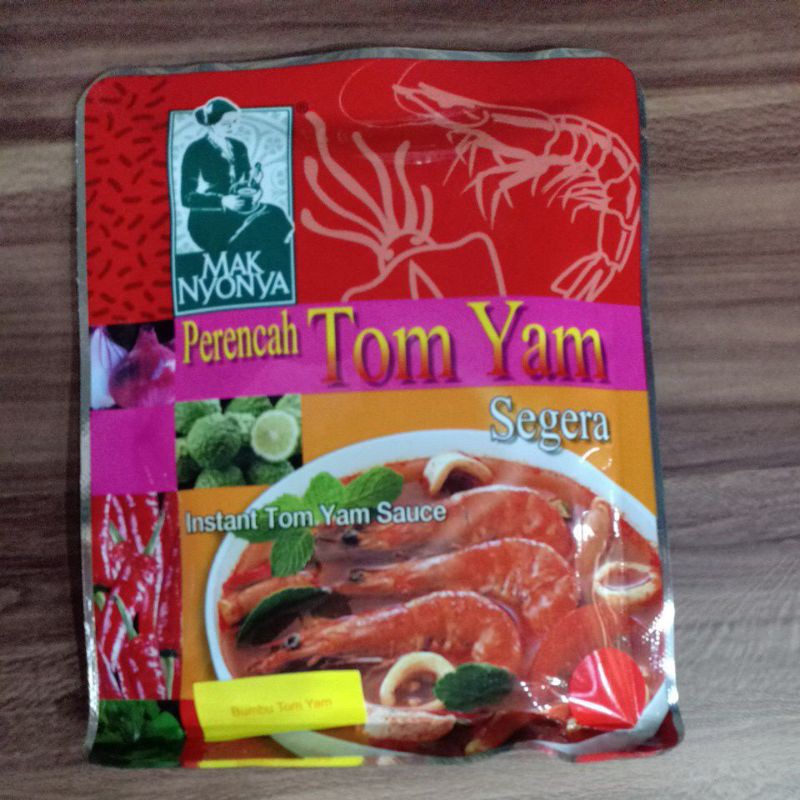 ®
MAK
NYONYA
Perencah Tom Yam
Segera
Instant Tom Yam Sauce
Bumbu Tom Yam